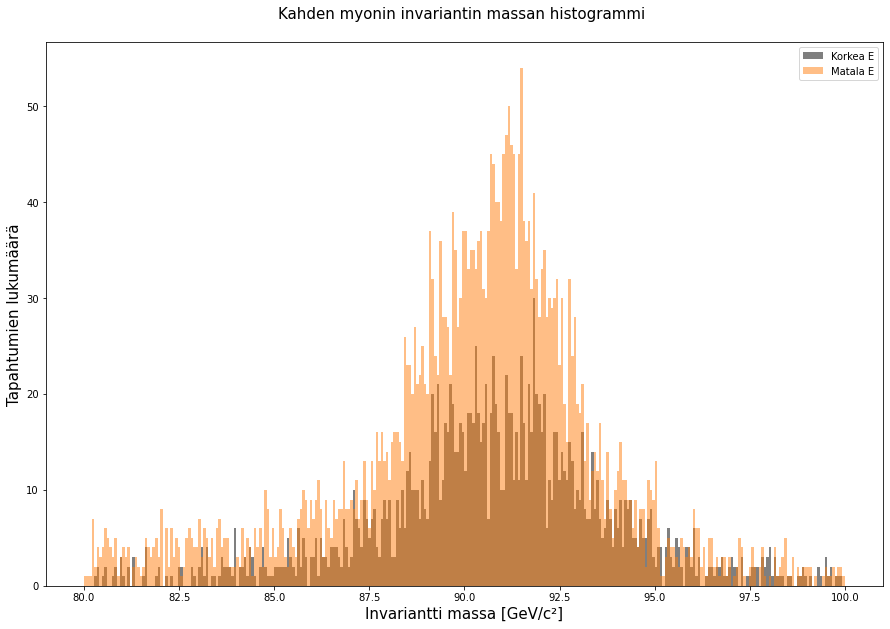 Kahden myonin invariantin massan histogrammi
Korkea E
Matala E
Tapahtumien lukumäärä
50
40
30
20
10
0
80.0 82.5 85.0 87.5 90.0 92.5 95.0 97.5 100.0
Invariantti massa [GeV/c²]